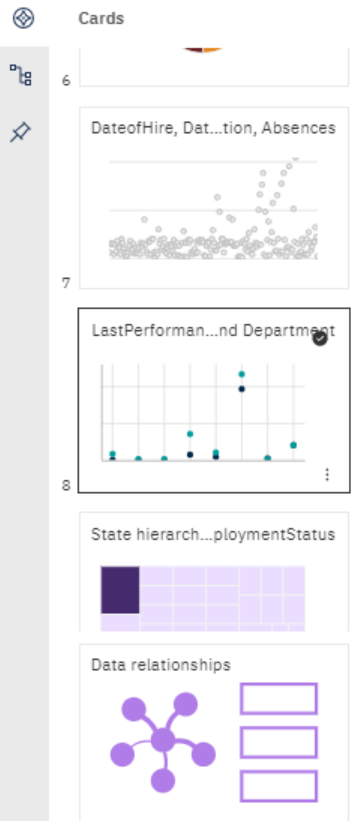 Cards
6
DateofHire, Dat...tion, Absences
7
LastPerforman...nd Department
8
State hierarch...ploymentStatus
Data relationships